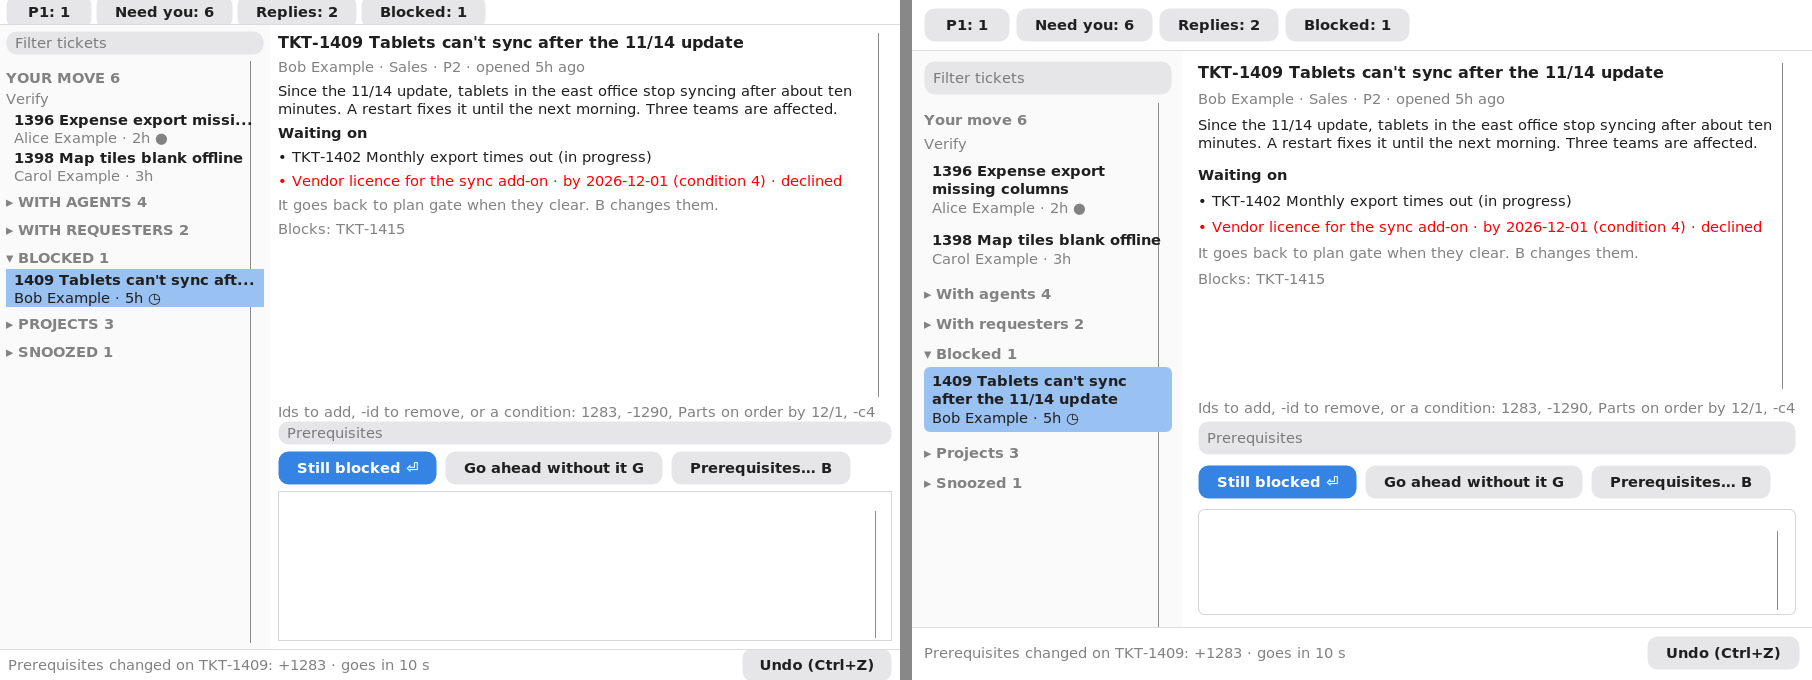 P1: 1 Need you: 6 Replies: 2 Blocked: 1
Filter tickets
YOUR MOVE 6
Verify
1396 Expense export missi...
Alice Example · 2h ●
1398 Map tiles blank offline
Carol Example · 3h
▸ WITH AGENTS 4
▸ WITH REQUESTERS 2
▾ BLOCKED 1
1409 Tablets can't sync aft...
Bob Example · 5h ◷
▸ PROJECTS 3
▸ SNOOZED 1
TKT-1409 Tablets can't sync after the 11/14 update
Bob Example · Sales · P2 · opened 5h ago
Since the 11/14 update, tablets in the east office stop syncing after about ten
minutes. A restart fixes it until the next morning. Three teams are affected.
Waiting on
• TKT-1402 Monthly export times out (in progress)
• Vendor licence for the sync add-on · by 2026-12-01 (condition 4) · declined
It goes back to plan gate when they clear. B changes them.
Blocks: TKT-1415
Ids to add, -id to remove, or a condition: 1283, -1290, Parts on order by 12/1, -c4
Prerequisites
Still blocked ⏎ Go ahead without it G Prerequisites... B
Prerequisites changed on TKT-1409: +1283 · goes in 10 s
Undo (Ctrl+Z)
P1: 1 Need you: 6 Replies: 2 Blocked: 1
Filter tickets
Your move 6
Verify
1396 Expense export
missing columns
Alice Example · 2h ●
1398 Map tiles blank offline
Carol Example · 3h
▸ With agents 4
▸ With requesters 2
▾ Blocked 1
1409 Tablets can't sync
after the 11/14 update
Bob Example · 5h ◷
▸ Projects 3
▸ Snoozed 1
TKT-1409 Tablets can't sync after the 11/14 update
Bob Example · Sales · P2 · opened 5h ago
Since the 11/14 update, tablets in the east office stop syncing after about ten
minutes. A restart fixes it until the next morning. Three teams are affected.
Waiting on
• TKT-1402 Monthly export times out (in progress)
• Vendor licence for the sync add-on · by 2026-12-01 (condition 4) · declined
It goes back to plan gate when they clear. B changes them.
Blocks: TKT-1415
Ids to add, -id to remove, or a condition: 1283, -1290, Parts on order by 12/1, -c4
Prerequisites
Still blocked ⏎ Go ahead without it G Prerequisites... B
Prerequisites changed on TKT-1409: +1283 · goes in 10 s
Undo (Ctrl+Z)